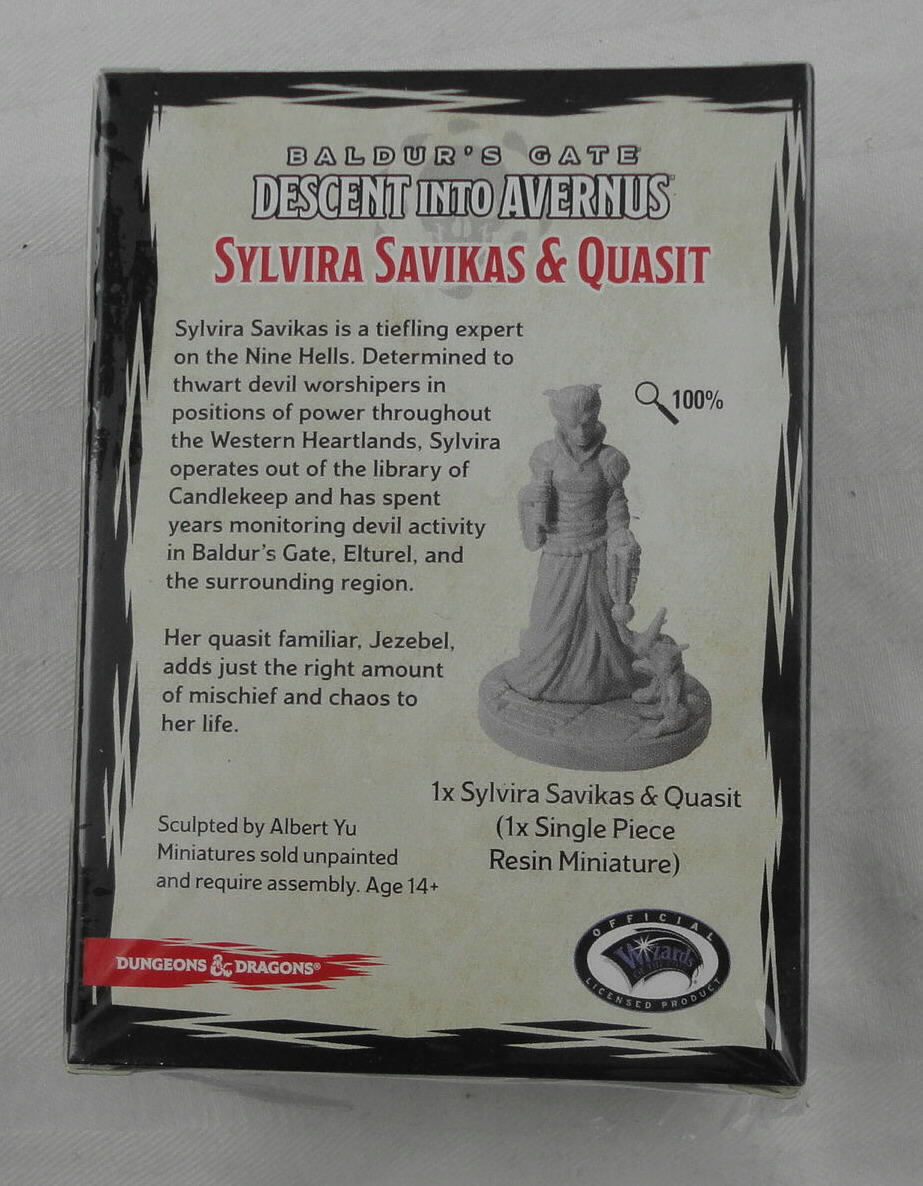 BALDUR'S GATE
DESCENT INTO AVERNUS™
SYLVIRA SAVIKAS & QUASIT
Sylvira Savikas is a tiefling expert
on the Nine Hells. Determined to
thwart devil worshipers in
positions of power throughout
the Western Heartlands, Sylvira
operates out of the library of
Candlekeep and has spent
years monitoring devil activity
in Baldur's Gate, Elturel, and
the surrounding region.
100%
Her quasit familiar, Jezebel,
adds just the right amount
of mischief and chaos to
her life.
1x Sylvira Savikas & Quasit
(1x Single Piece
Resin Miniature)
Sculpted by Albert Yu
Miniatures sold unpainted
and require assembly. Age 14+
DUNGEONS & DRAGONS®
OFFICIAL
Wizards
OF THE COAST
LICENSED PRODUCT